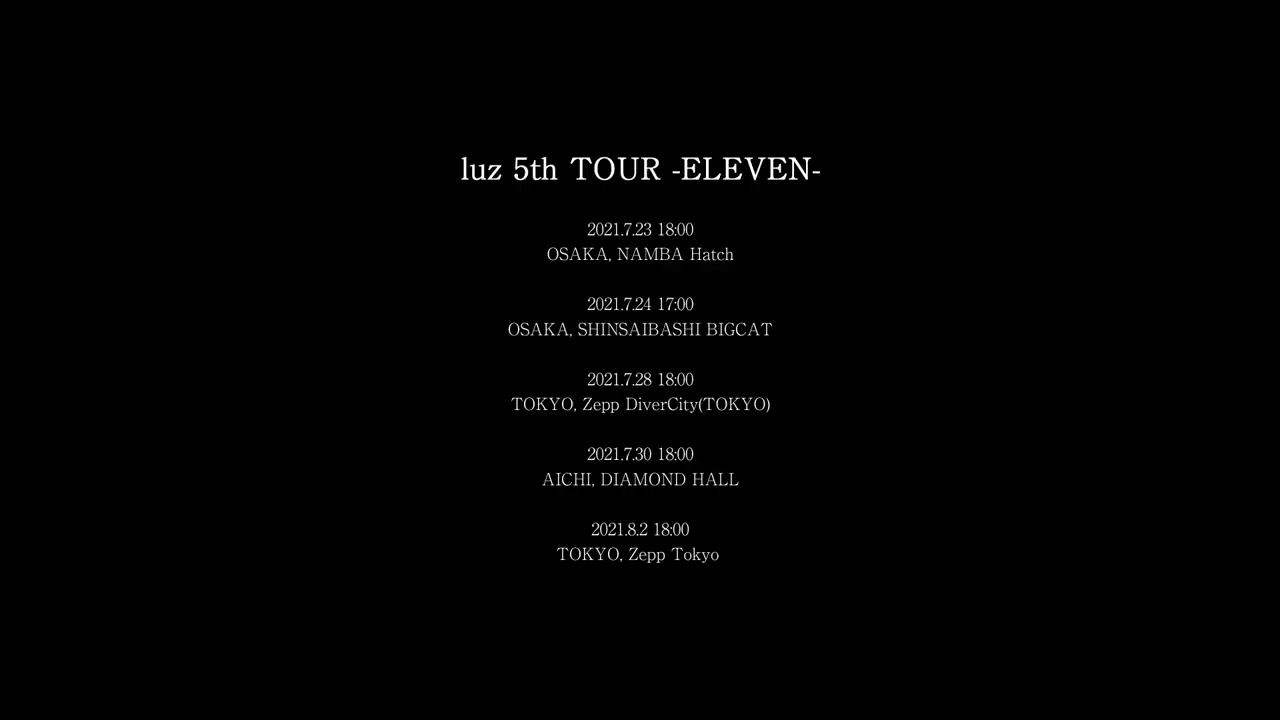 luz 5th TOUR -ELEVEN-
2021.7.23 18:00
OSAKA, NAMBA Hatch
2021.7.24 17:00
OSAKA, SHINSAIBASHI BIGCAT
2021.7.28 18:00
TOKYO, Zepp DiverCity(TOKYO)
2021.7.30 18:00
AICHI, DIAMOND HALL
2021.8.2 18:00
TOKYO, Zepp Tokyo